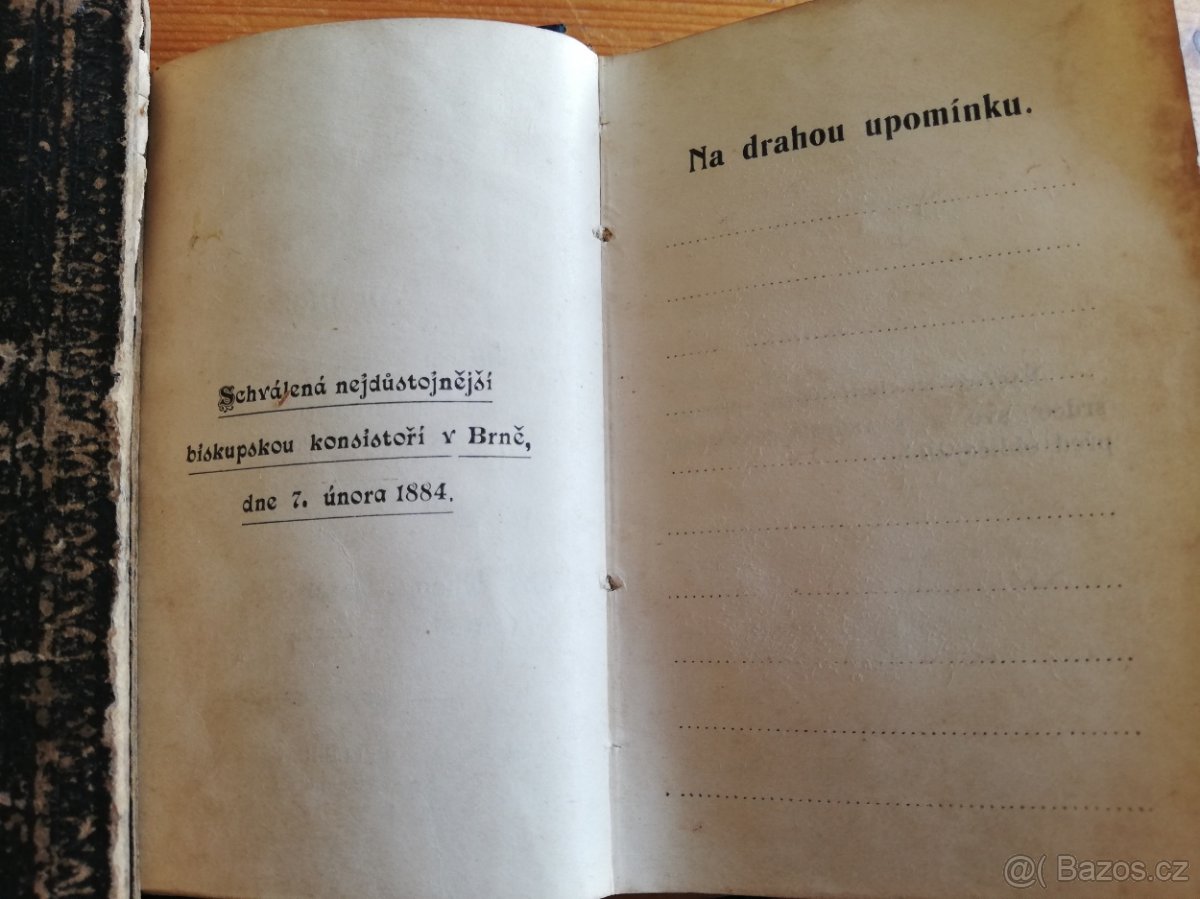 Schválená nejdůstojnější
biskupskou konsistoří v Brně,
dne 7. února 1884.
Na drahou upomínku.
@( Bazos.cz